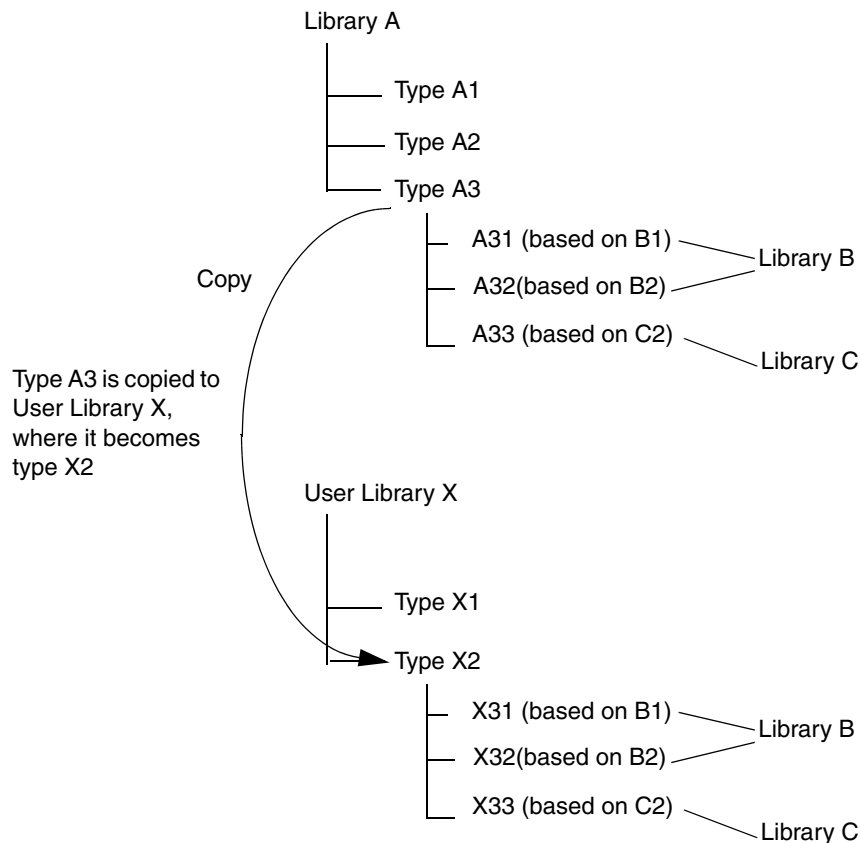 Library A
Type A1
Type A2
Type A3
A31 (based on B1)
Library B
A32(based on B2)
A33 (based on C2)
Library C
Copy
Type A3 is copied to
User Library X,
where it becomes
type X2
User Library X
Type X1
Type X2
X31 (based on B1)
Library B
X32(based on B2)
X33 (based on C2)
Library C